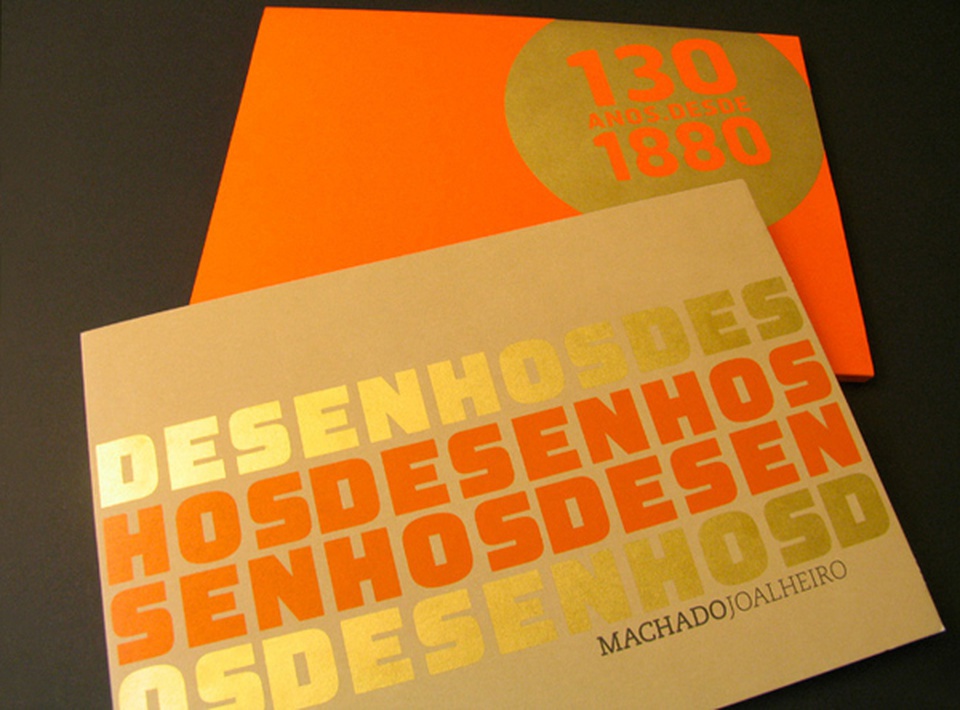 130
ANOS.DESDE
1880
DESENHOSDES
HOSDESENHOS
SENHOSDESEN
OSDESENHOSD
MACHADOJOALHEIRO